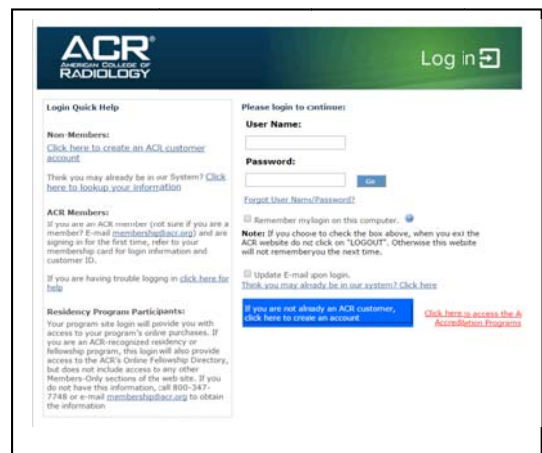 ACR®
AMERICAN COLLEGE OF
RADIOLOGY
Log in
Login Quick Help
Non-Members:
Click here to create an ACR customer
account
Think you may already be in our System? Click
here to lookup your information
ACR Members:
If you are an ACR member (not sure if you are a
member? E-mail membership@acr.org) and are
signing in for the first time, refer to your
membership card for login information and
customer ID.
If you are having trouble logging in click here for
help
Residency Program Participants:
Your program site login will provide you with
access to your program's online purchases. If
you are an ACR-recognized residency or
fellowship program, this login will also provide
access to the ACR's Online Fellowship Directory,
but does not include access to any other
Members-Only sections of the web site. If you
do not have this information, call 800-347-
7748 or e-mail membership@acr.org to obtain
the information
Please login to continue:
User Name:
Password:
Go
Forgot User Name/Password?
Remember my login on this computer.
Note: If you choose to check the box above, when you exit the
ACR website do not click on "LOGOUT". Otherwise this website
will not remember you the next time.
Update E-mail upon login.
Think you may already be in our system? Click here
If you are not already an ACR customer,
click here to create an account
Click here to access the A
Accreditation Programs